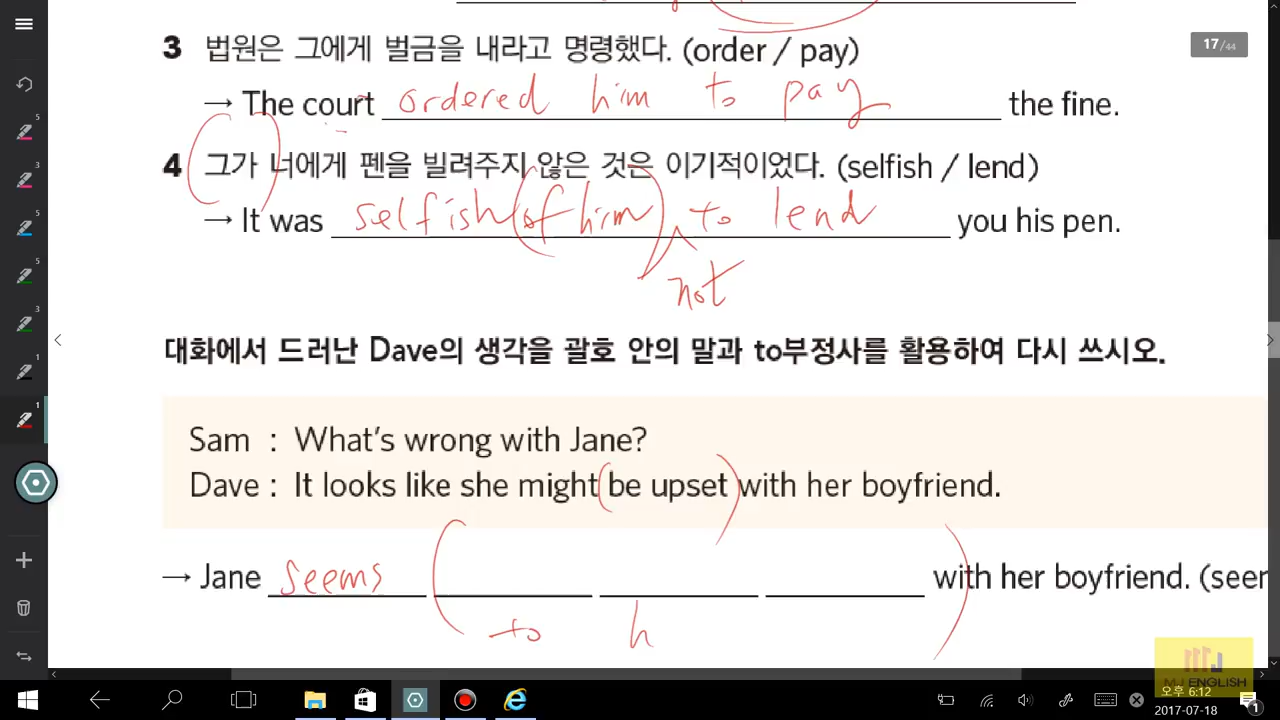 17/44
3 법원은 그에게 벌금을 내라고 명령했다. (order / pay)
→ The court ordered him to pay the fine.
4 그가 너에게 펜을 빌려주지 않은 것은 이기적이었다. (selfish / lend)
→ It was selfish of him to lend you his pen.
not
대화에서 드러난 Dave의 생각을 괄호 안의 말과 to부정사를 활용하여 다시 쓰시오.
Sam : What's wrong with Jane?
Dave : It looks like she might be upset with her boyfriend.
→ Jane seems with her boyfriend. (seer
to h
MJ ENGLISH
오후 6:12
2017-07-18